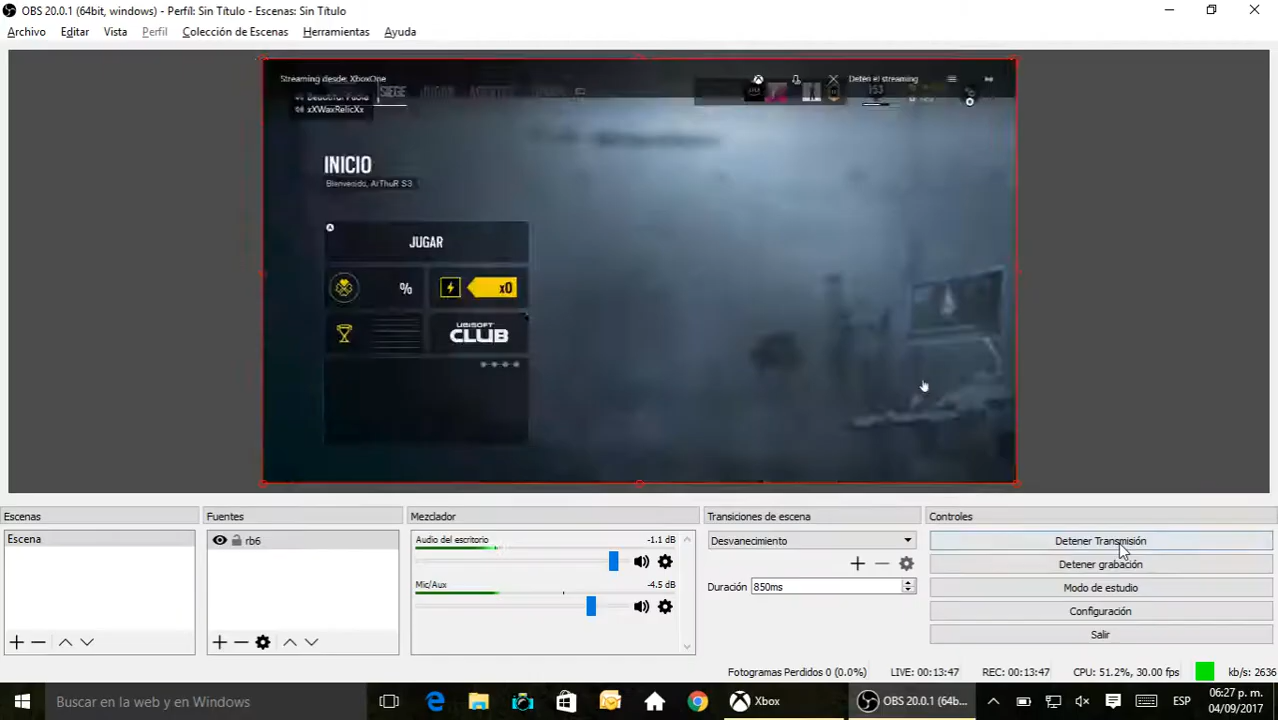 OBS 20.0.1 (64bit, windows) - Perfíl: Sin Título - Escenas: Sin Título
Archivo Editar Vista Perfil Colección de Escenas Herramientas Ayuda
Streaming desde: XboxOne
Detén el streaming
SIEGE JUGAR
153
xXWaxRelicXx
INICIO
Bienvenido, ArThuR S3
JUGAR
% x0
UBISOFT
CLUB
Escenas Fuentes Mezclador Transiciones de escena Controles
Escena
rb6
Audio del escritorio -1.1 dB
Mic/Aux -4.5 dB
Desvanecimiento
Duración 850ms
Detener Transmisión
Detener grabación
Modo de estudio
Configuración
Salir
Fotogramas Perdidos 0 (0.0%) LIVE: 00:13:47 REC: 00:13:47 CPU: 51.2%, 30.00 fps kb/s: 2636
Buscar en la web y en Windows
Xbox
OBS 20.0.1 (64b...
ESP
06:27 p. m.
04/09/2017